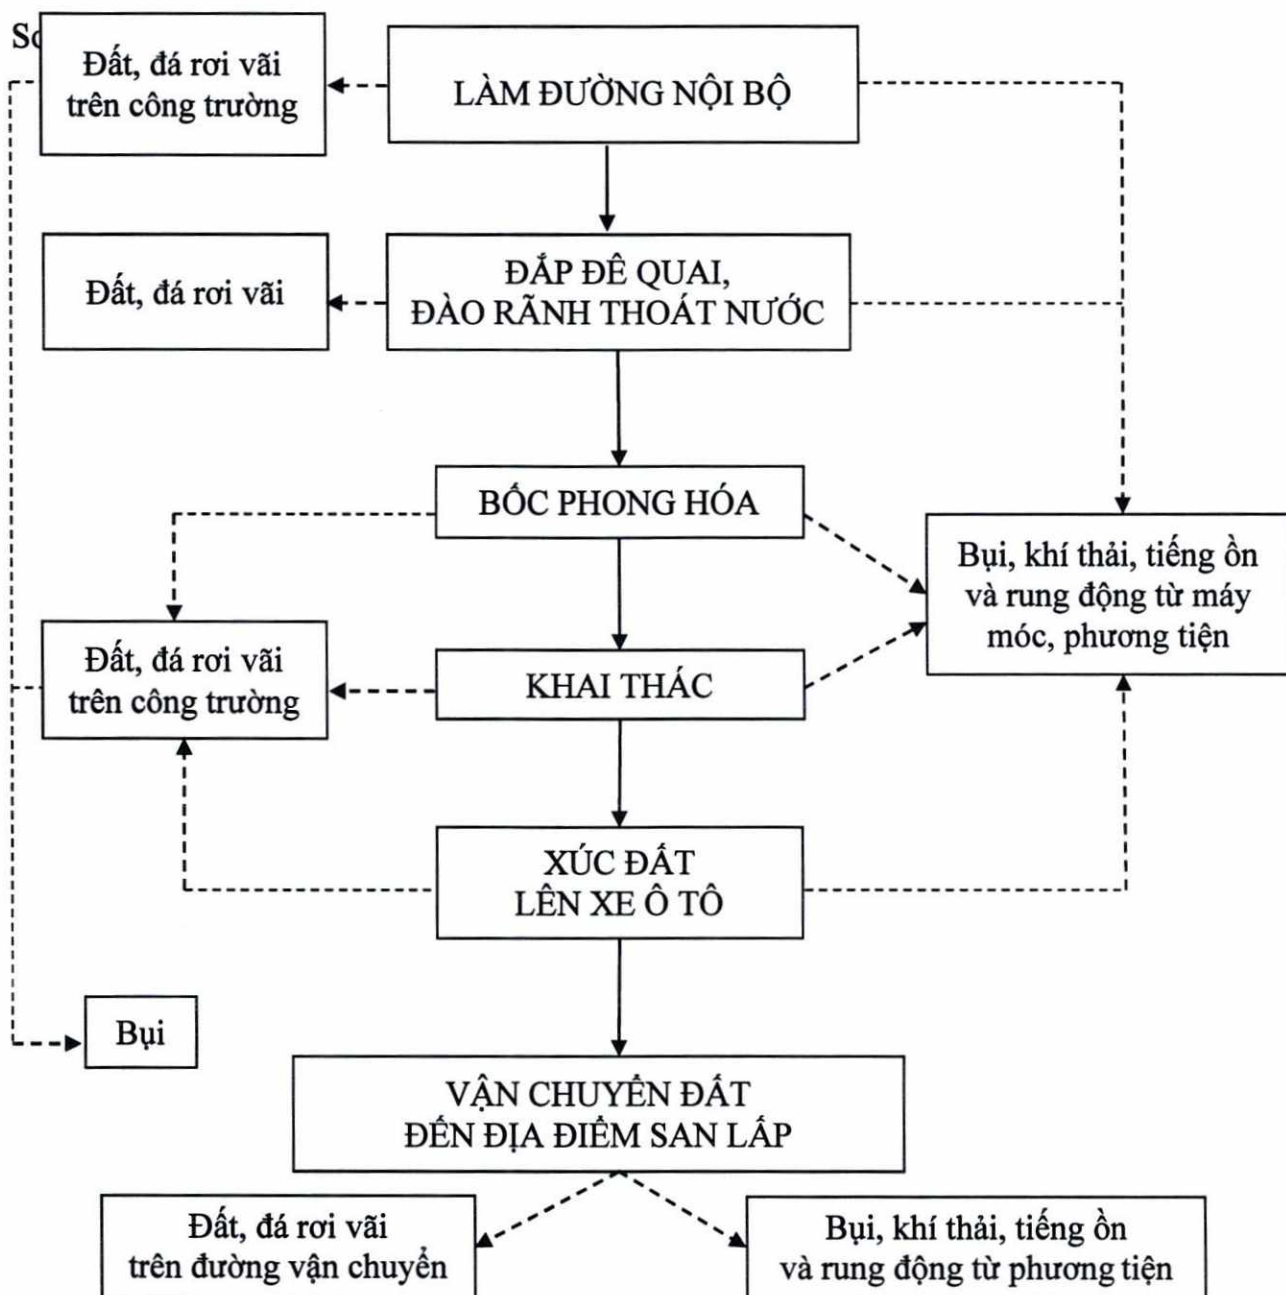 Đất, đá rơi vãi
trên công trường
LÀM ĐƯỜNG NỘI BỘ
Đất, đá rơi vãi
ĐẮP ĐÊ QUAI,
ĐÀO RÃNH THOÁT NƯỚC
BỐC PHONG HÓA
Bụi, khí thải, tiếng ồn
và rung động từ máy
móc, phương tiện
Đất, đá rơi vãi
trên công trường
KHAI THÁC
XÚC ĐẤT
LÊN XE Ô TÔ
Bụi
VẬN CHUYỂN ĐẤT
ĐẾN ĐỊA ĐIỂM SAN LẤP
Đất, đá rơi vãi
trên đường vận chuyển
Bụi, khí thải, tiếng ồn
và rung động từ phương tiện